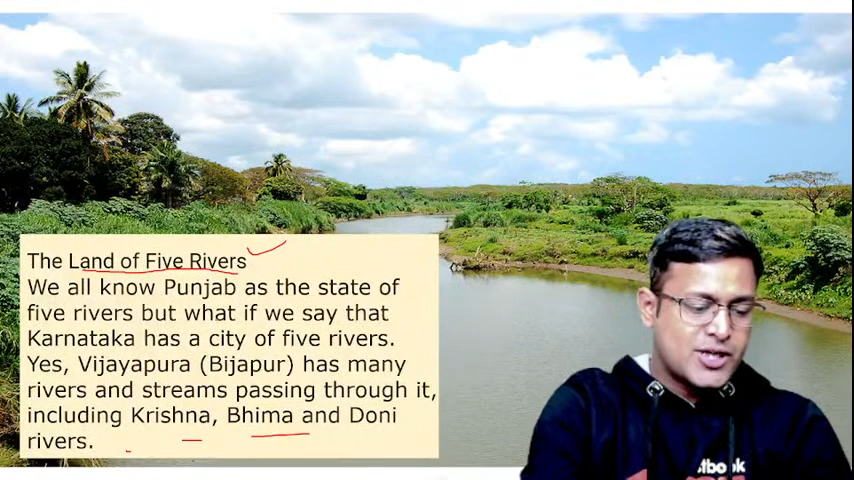 The Land of Five Rivers
We all know Punjab as the state of
five rivers but what if we say that
Karnataka has a city of five rivers.
Yes, Vijayapura (Bijapur) has many
rivers and streams passing through it,
including Krishna, Bhima and Doni
rivers.